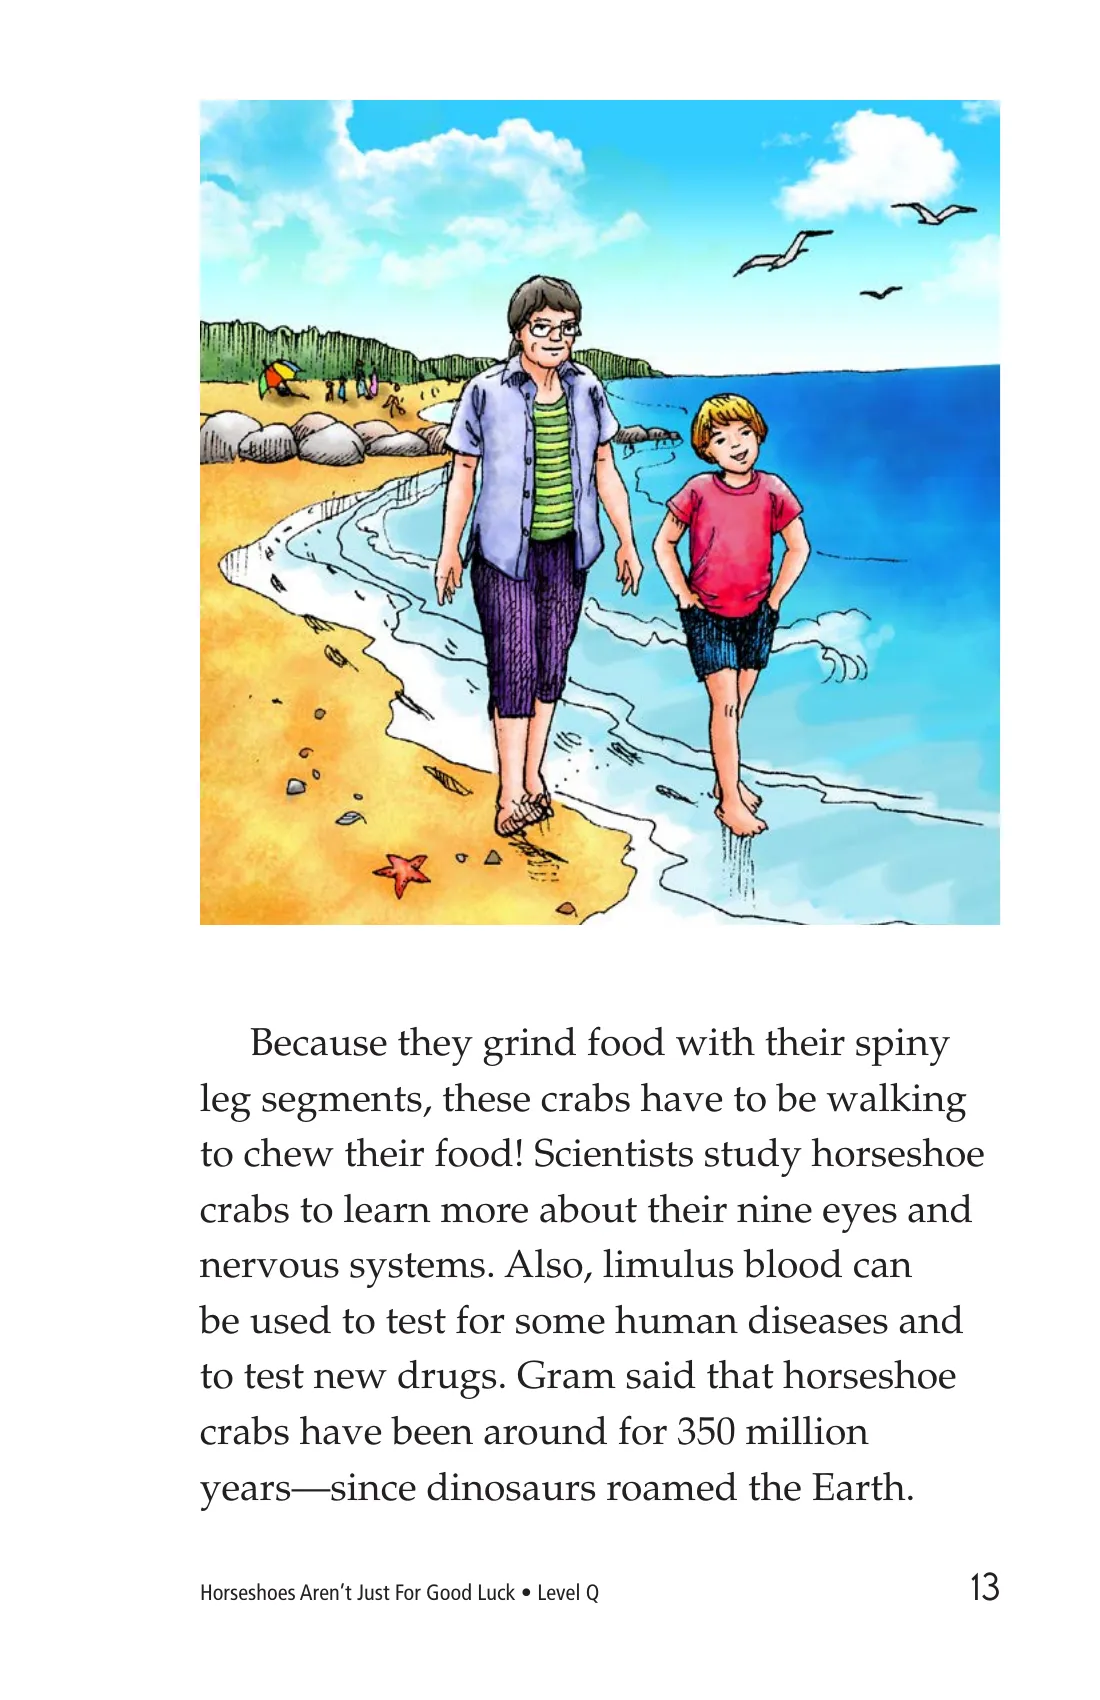 Because they grind food with their spiny
leg segments, these crabs have to be walking
to chew their food! Scientists study horseshoe
crabs to learn more about their nine eyes and
nervous systems. Also, limulus blood can
be used to test for some human diseases and
to test new drugs. Gram said that horseshoe
crabs have been around for 350 million
years—since dinosaurs roamed the Earth.
Horseshoes Aren’t Just For Good Luck • Level Q 13